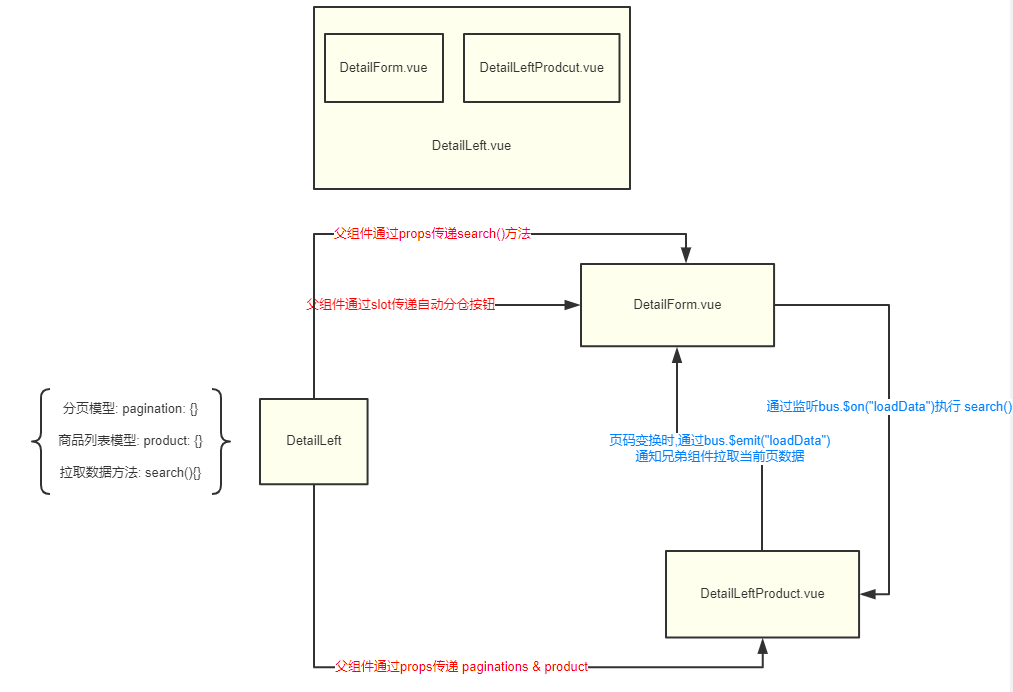 DetailForm.vue
DetailLeftProdcut.vue
DetailLeft.vue
父组件通过props传递search()方法
父组件通过slot传递自动分仓按钮
DetailForm.vue
分页模型: pagination: {}
商品列表模型: product: {}
拉取数据方法: search(){}
DetailLeft
通过监听bus.$on("loadData")执行 search()
页码变换时,通过bus.$emit("loadData")
通知兄弟组件拉取当前页数据
DetailLeftProduct.vue
父组件通过props传递 paginations & product